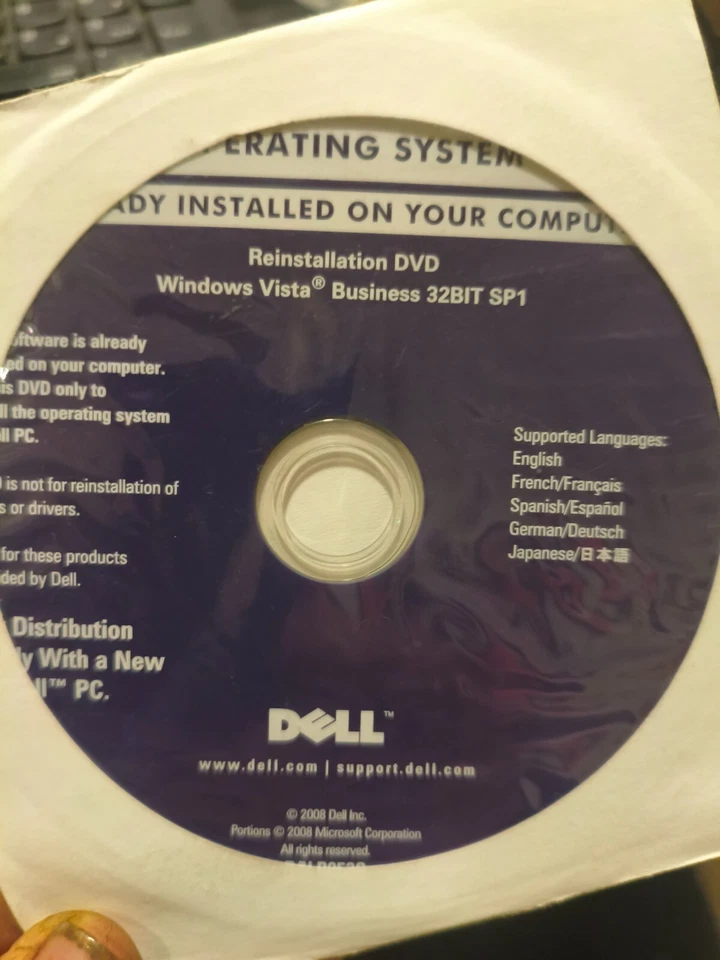 ERATING SYSTEM
ADY INSTALLED ON YOUR COMPUT
Reinstallation DVD
Windows Vista® Business 32BIT SP1
ftware is already
ed on your computer.
is DVD only to
ll the operating system
ll PC.
is not for reinstallation of
s or drivers.
for these products
ded by Dell.
Distribution
ly With a New
ll™ PC.
Supported Languages:
English
French/Français
Spanish/Español
German/Deutsch
Japanese/日本語
DELL™
www.dell.com | support.dell.com
© 2008 Dell Inc.
Portions © 2008 Microsoft Corporation
All rights reserved.